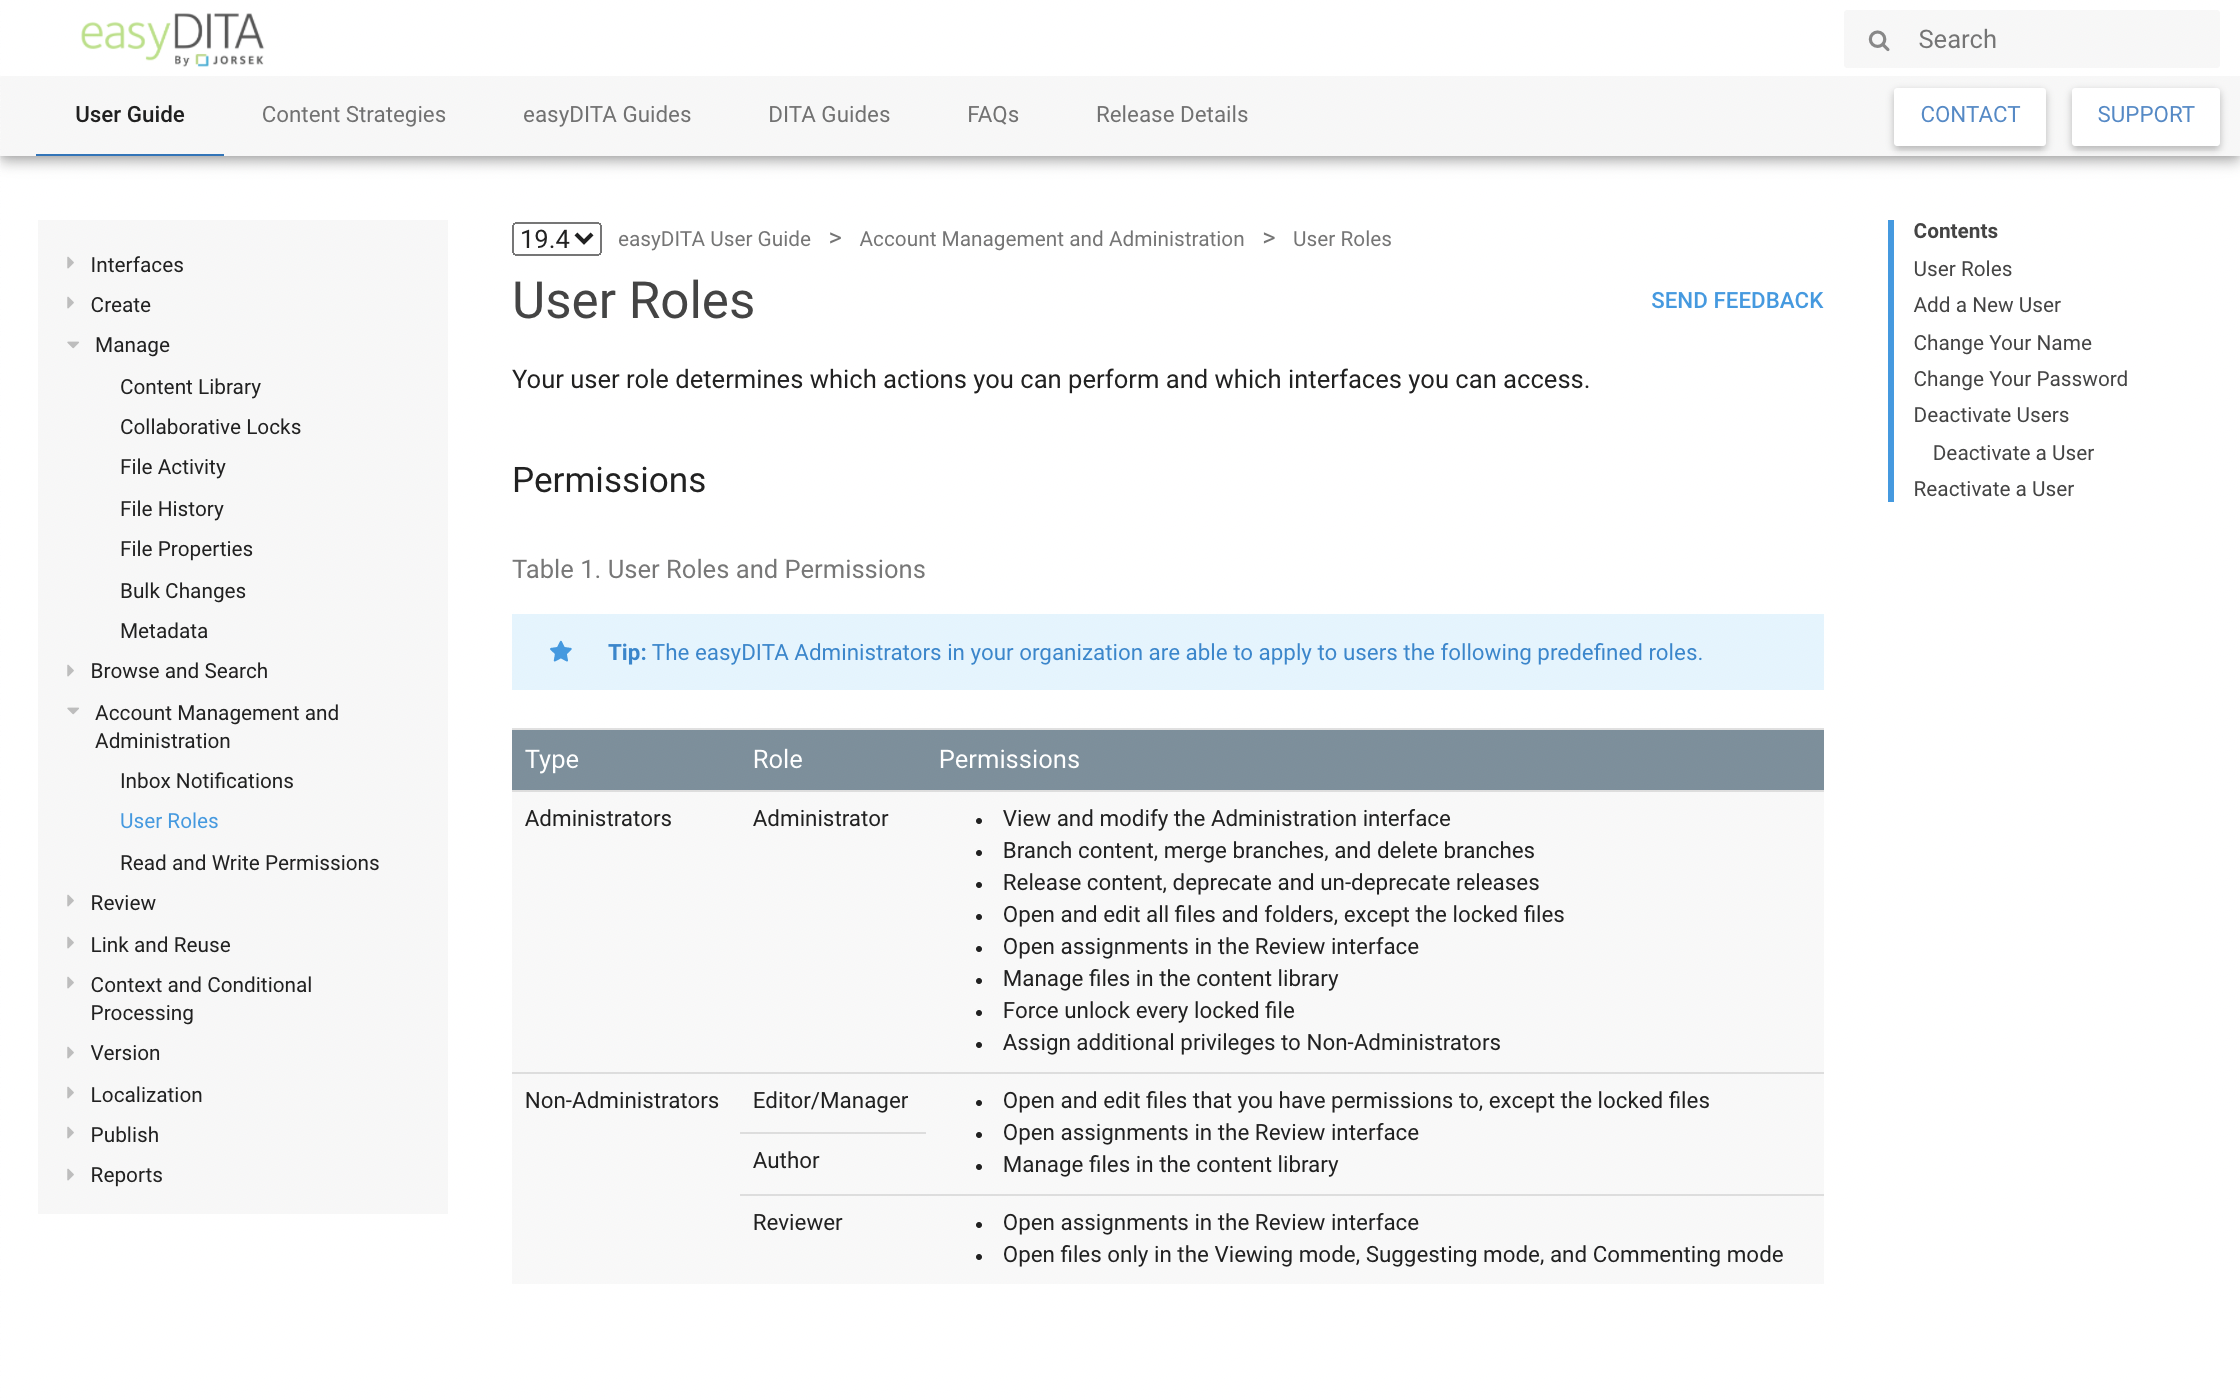 easyDITA
By JORSEK
Search
User Guide
Content Strategies
easyDITA Guides
DITA Guides
FAQs
Release Details
CONTACT
SUPPORT
Interfaces
Create
Manage
Content Library
Collaborative Locks
File Activity
File History
File Properties
Bulk Changes
Metadata
Browse and Search
Account Management and
Administration
Inbox Notifications
User Roles
Read and Write Permissions
Review
Link and Reuse
Context and Conditional
Processing
Version
Localization
Publish
Reports
19.4 easyDITA User Guide > Account Management and Administration > User Roles
User Roles
SEND FEEDBACK
Your user role determines which actions you can perform and which interfaces you can access.
Permissions
Table 1. User Roles and Permissions
Tip: The easyDITA Administrators in your organization are able to apply to users the following predefined roles.
Type Role Permissions
Administrators Administrator
• View and modify the Administration interface
• Branch content, merge branches, and delete branches
• Release content, deprecate and un-deprecate releases
• Open and edit all files and folders, except the locked files
• Open assignments in the Review interface
• Manage files in the content library
• Force unlock every locked file
• Assign additional privileges to Non-Administrators
Non-Administrators
Editor/Manager
Author
• Open and edit files that you have permissions to, except the locked files
• Open assignments in the Review interface
• Manage files in the content library
Reviewer
• Open assignments in the Review interface
• Open files only in the Viewing mode, Suggesting mode, and Commenting mode
Contents
User Roles
Add a New User
Change Your Name
Change Your Password
Deactivate Users
Deactivate a User
Reactivate a User